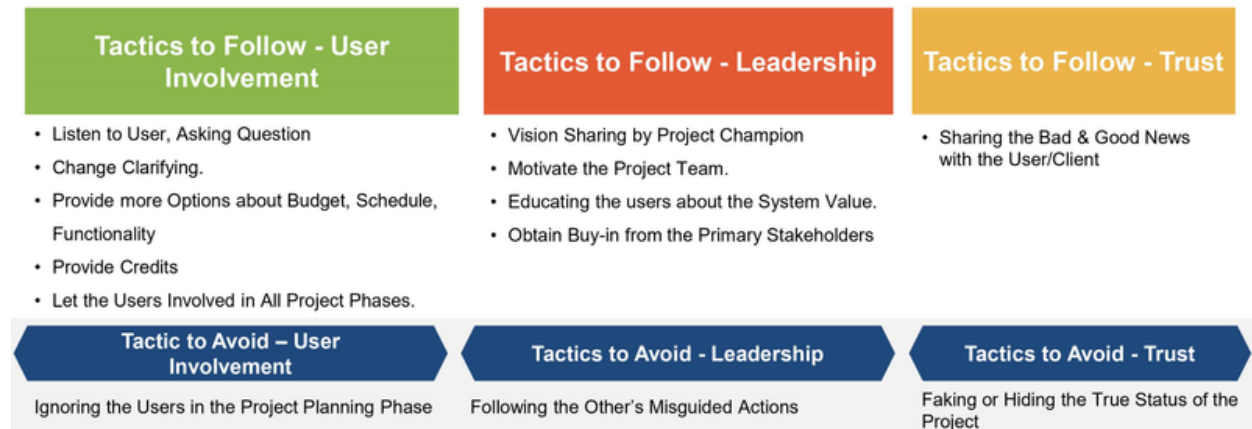 Tactics to Follow - User
Involvement
• Listen to User, Asking Question
• Change Clarifying.
• Provide more Options about Budget, Schedule,
Functionality
• Provide Credits
• Let the Users Involved in All Project Phases.
Tactics to Follow - Leadership
• Vision Sharing by Project Champion
• Motivate the Project Team.
• Educating the users about the System Value.
• Obtain Buy-in from the Primary Stakeholders
Tactics to Follow - Trust
• Sharing the Bad & Good News
with the User/Client
Tactic to Avoid – User
Involvement
Ignoring the Users in the Project Planning Phase
Tactics to Avoid - Leadership
Following the Other's Misguided Actions
Tactics to Avoid - Trust
Faking or Hiding the True Status of the
Project